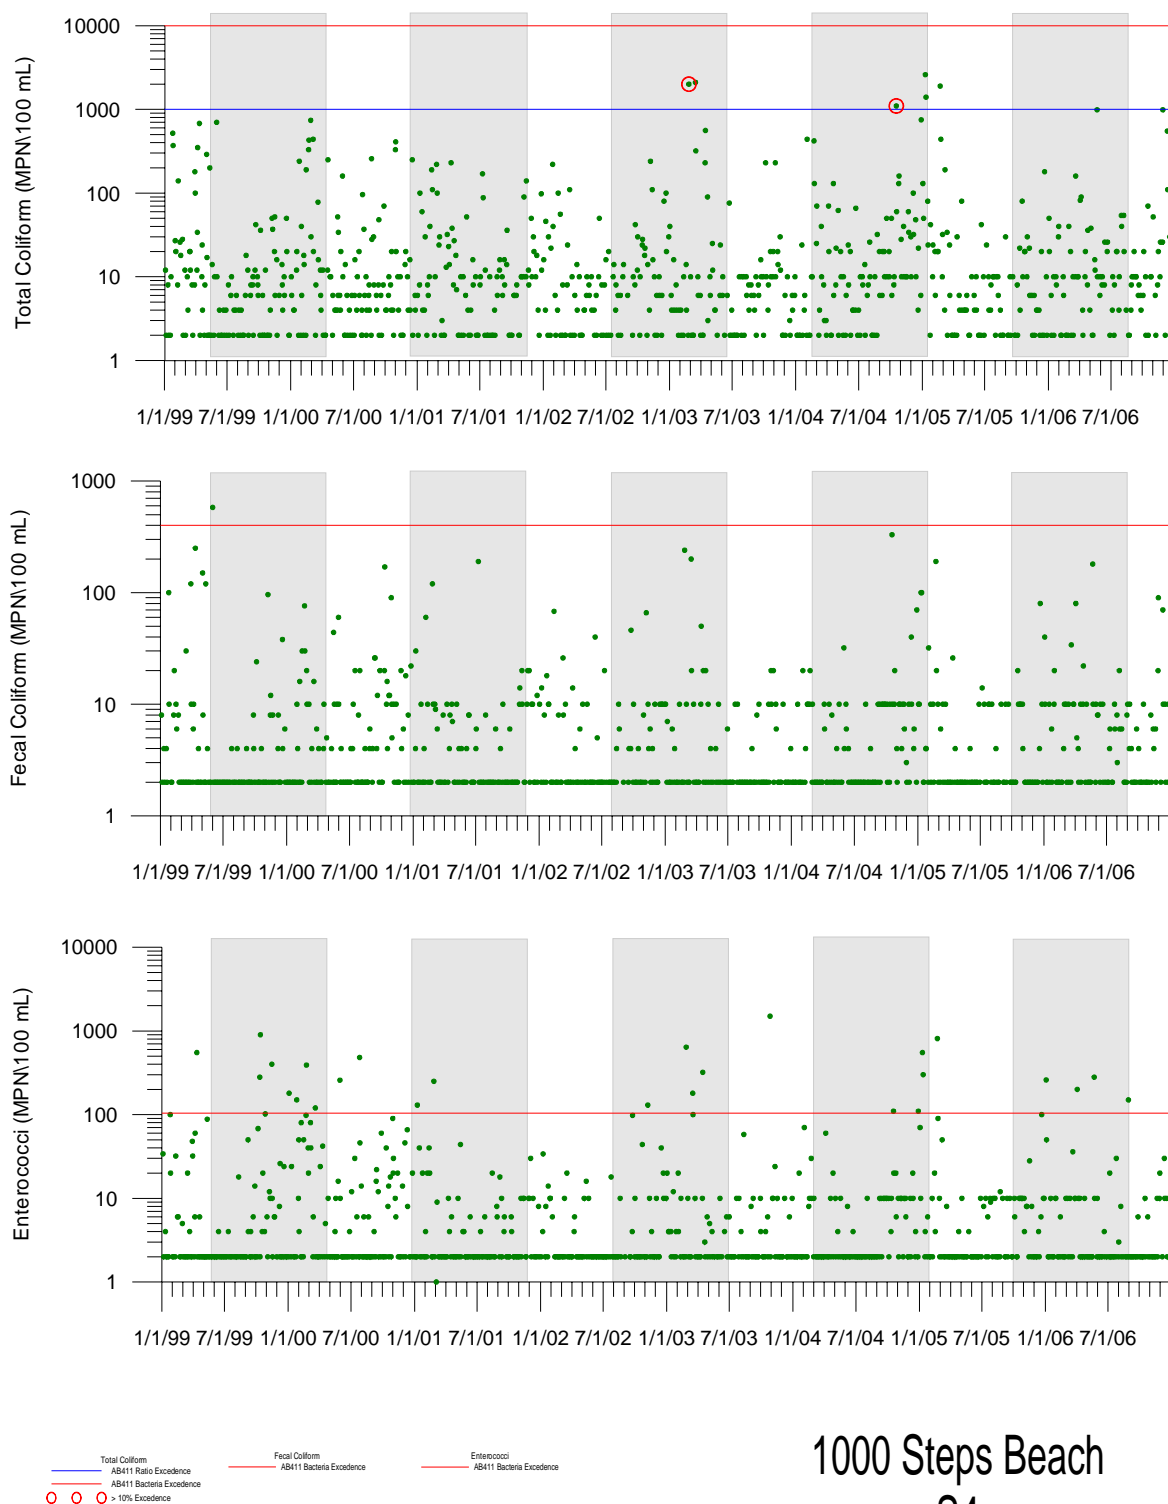 10000
1000
100
10
1
Total Coliform (MPN\100 mL)
1/1/99 7/1/99 1/1/00 7/1/00 1/1/01 7/1/01 1/1/02 7/1/02 1/1/03 7/1/03 1/1/04 7/1/04 1/1/05 7/1/05 1/1/06 7/1/06
1000
100
10
1
Fecal Coliform (MPN\100 mL)
1/1/99 7/1/99 1/1/00 7/1/00 1/1/01 7/1/01 1/1/02 7/1/02 1/1/03 7/1/03 1/1/04 7/1/04 1/1/05 7/1/05 1/1/06 7/1/06
10000
1000
100
10
1
Enterococci (MPN\100 mL)
1/1/99 7/1/99 1/1/00 7/1/00 1/1/01 7/1/01 1/1/02 7/1/02 1/1/03 7/1/03 1/1/04 7/1/04 1/1/05 7/1/05 1/1/06 7/1/06
Total Coliform
AB411 Ratio Excedence
AB411 Bacteria Excedence
> 10% Excedence
Fecal Coliform
AB411 Bacteria Excedence
Enterococci
AB411 Bacteria Excedence
1000 Steps Beach